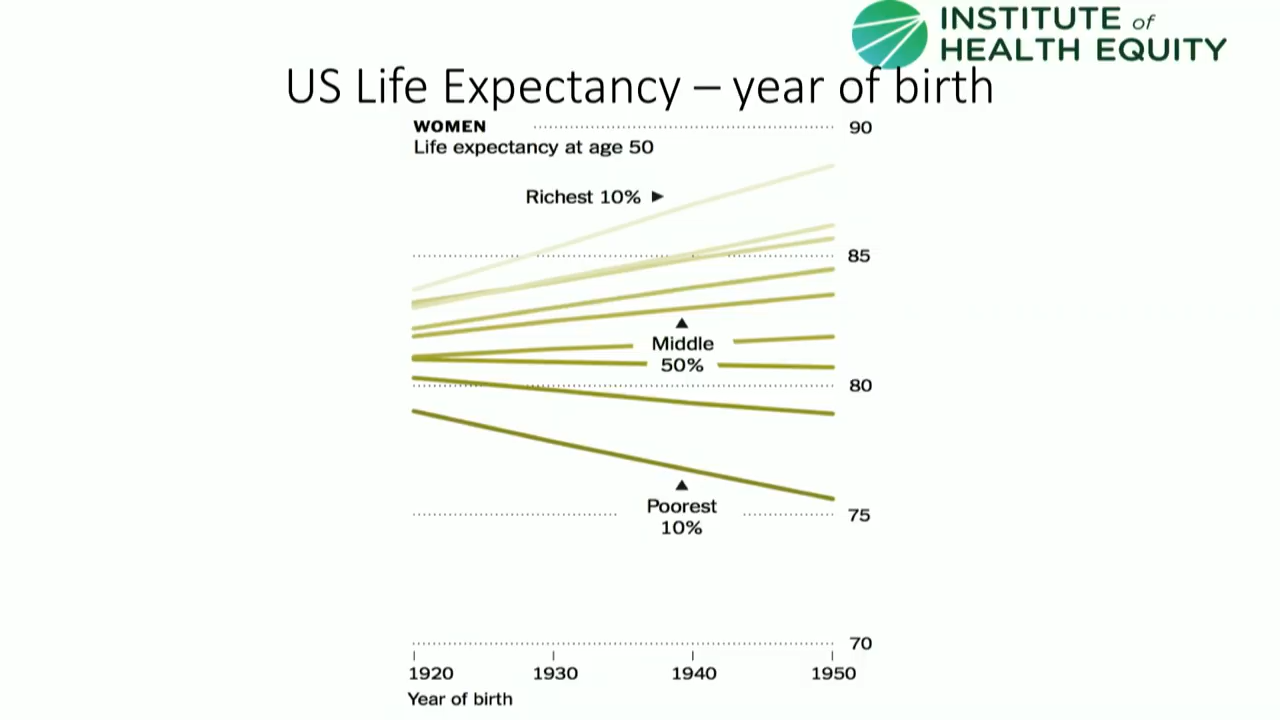 INSTITUTE of
HEALTH EQUITY
US Life Expectancy – year of birth
WOMEN
Life expectancy at age 50
90
Richest 10% ►
85
▲
Middle
50%
80
▲
Poorest
10%
75
70
1920 1930 1940 1950
Year of birth